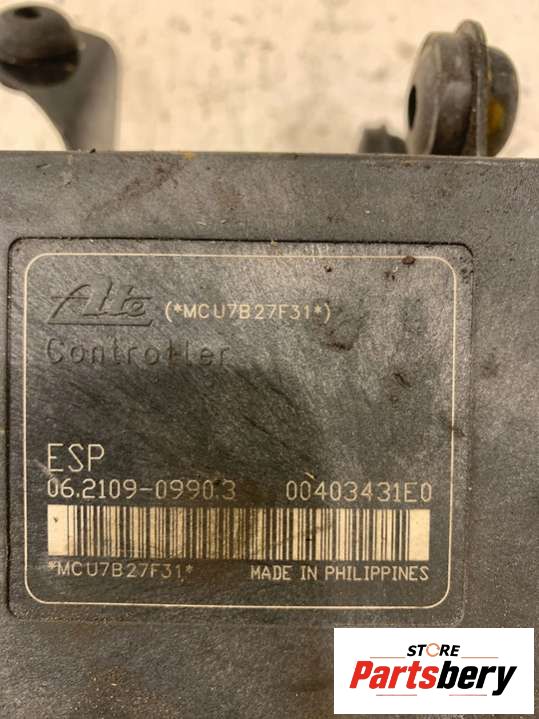 Ate (*MCU7B27F31*)
Controller
ESP
06.2109-0990.3 00403431E0
*MCU7B27F31* MADE IN PHILIPPINES
STORE
Partsbery